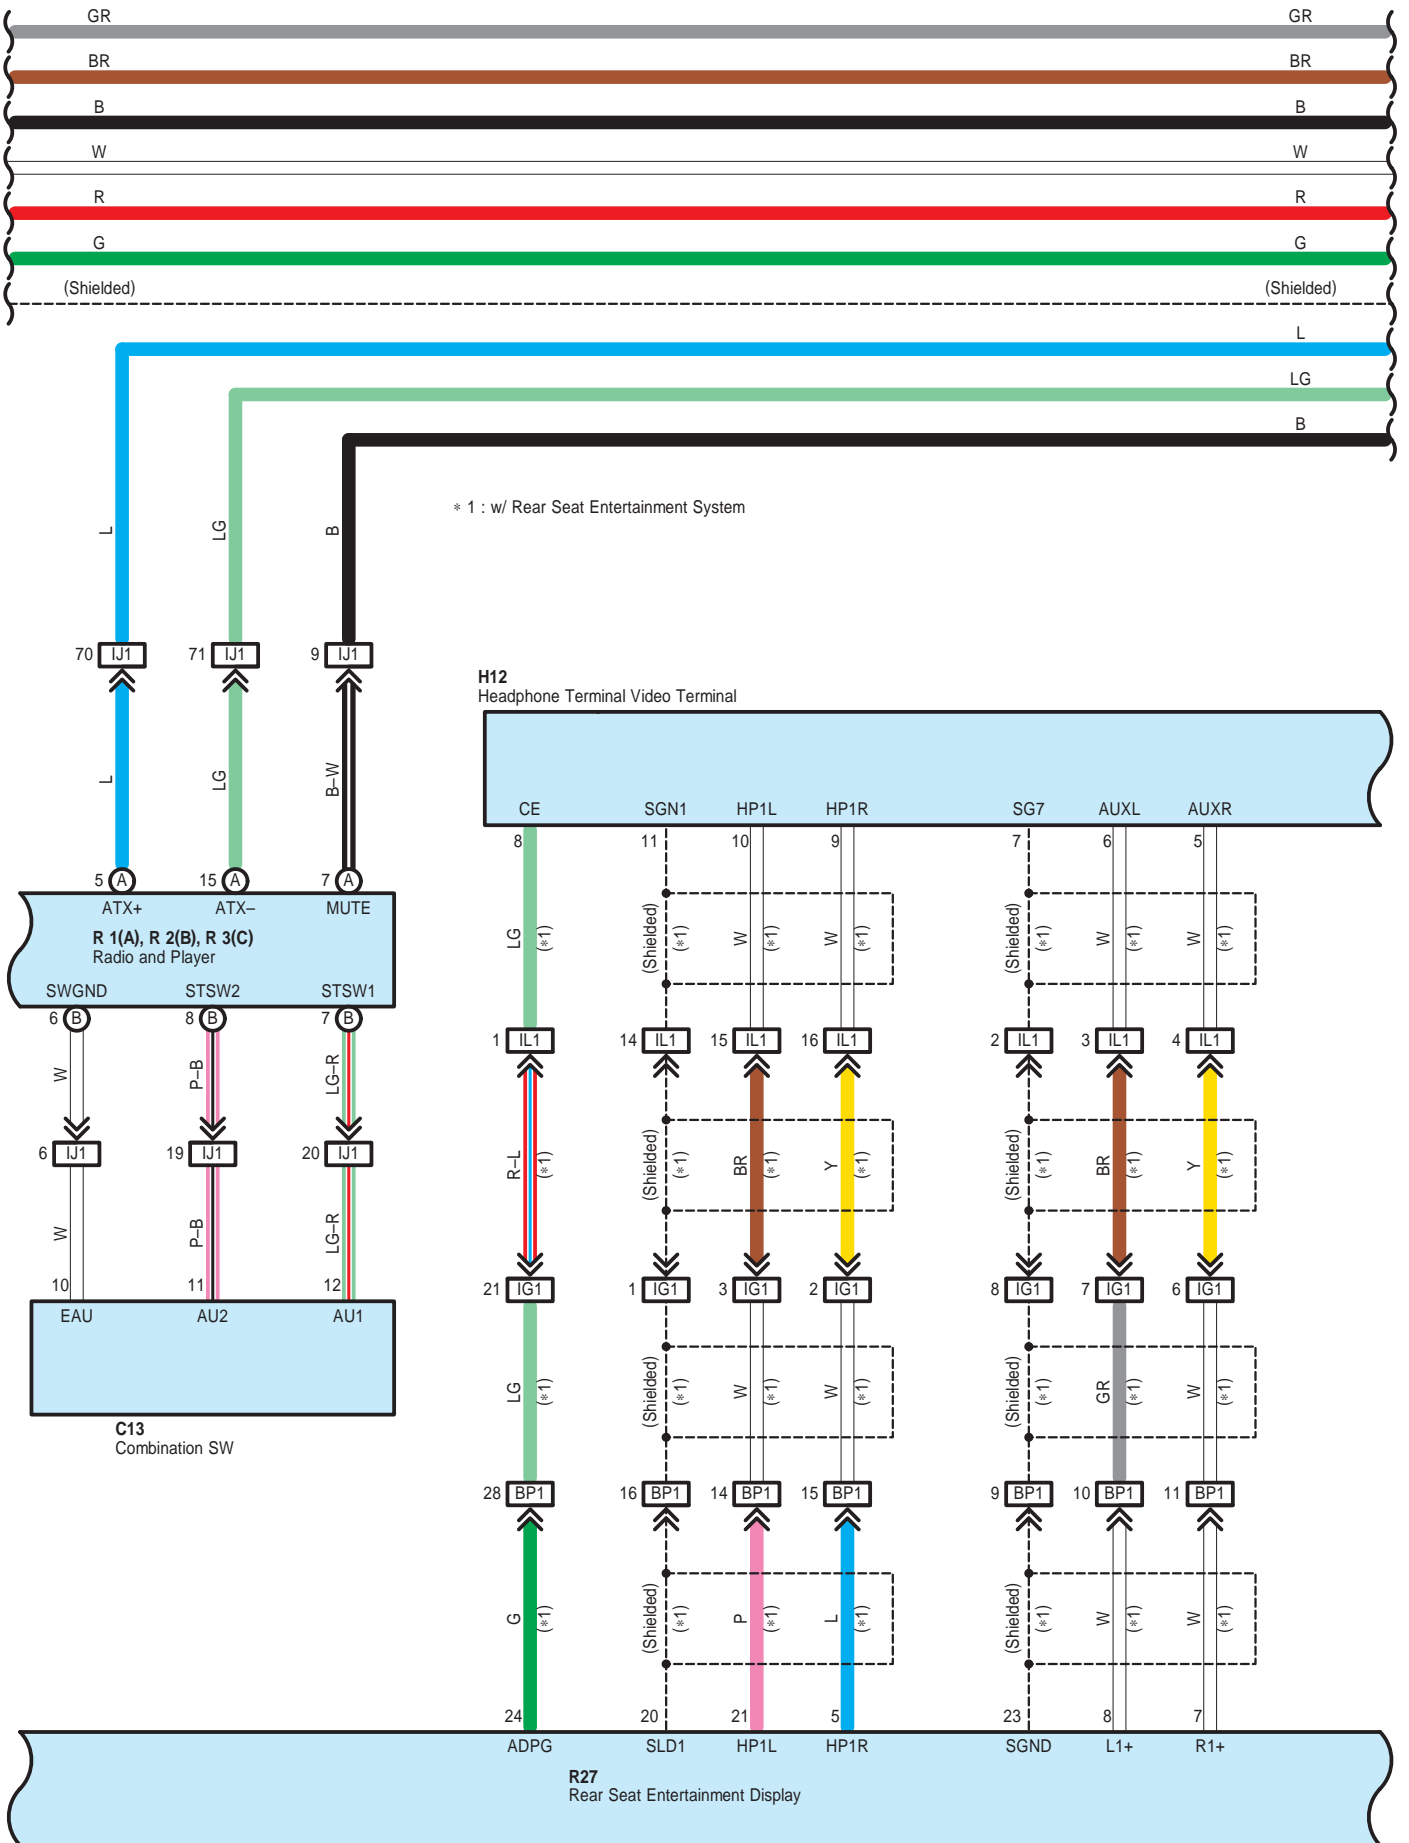 GR GR
BR BR
B B
W W
R R
G G
(Shielded) (Shielded)
L
LG
B
∗ 1 : w/ Rear Seat Entertainment System
L LG B
70 IJ1 71 IJ1 9 IJ1
H12
Headphone Terminal Video Terminal
L LG B–W
CE SGN1 HP1L HP1R SG7 AUXL AUXR
8 11 10 9 7 6 5
5 A 15 A 7 A
ATX+ ATX– MUTE
R 1(A), R 2(B), R 3(C)
Radio and Player
LG (∗1) (Shielded) (∗1) W (∗1) W (∗1) (Shielded) (∗1) W (∗1) W (∗1)
SWGND STSW2 STSW1
6 B 8 B 7 B
1 IL1 14 IL1 15 IL1 16 IL1 2 IL1 3 IL1 4 IL1
W P–B LG–R
6 IJ1 19 IJ1 20 IJ1
R–L (∗1) (Shielded) (∗1) BR (∗1) Y (∗1) (Shielded) (∗1) BR (∗1) Y (∗1)
W P–B LG–R
10 11 12
21 IG1 1 IG1 3 IG1 2 IG1 8 IG1 7 IG1 6 IG1
EAU AU2 AU1
LG (∗1) (Shielded) (∗1) W (∗1) W (∗1) (Shielded) (∗1) GR (∗1) W (∗1)
C13
Combination SW
28 BP1 16 BP1 14 BP1 15 BP1 9 BP1 10 BP1 11 BP1
G (∗1) (Shielded) (∗1) P (∗1) L (∗1) (Shielded) (∗1) W (∗1) W (∗1)
24 20 21 5 23 8 7
ADPG SLD1 HP1L HP1R SGND L1+ R1+
R27
Rear Seat Entertainment Display